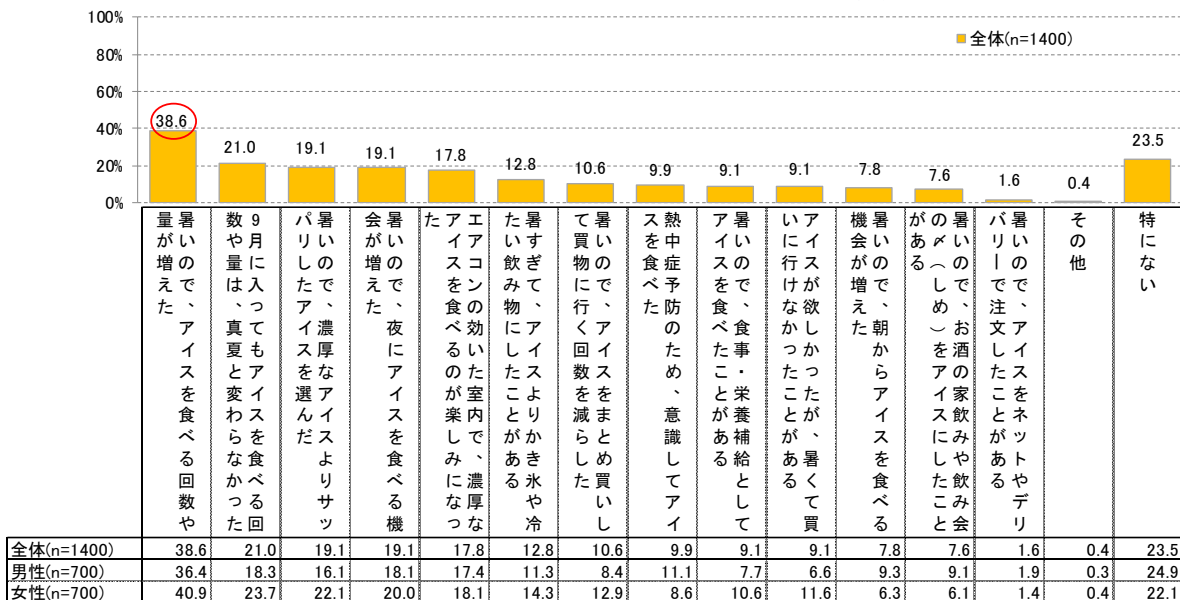 100%
全体(n=1400)
80%
60%
40%
20%
0%
38.6
21.0
19.1
19.1
17.8
12.8
10.6
9.9
9.1
9.1
7.8
7.6
1.6
0.4
23.5
暑いので、アイスを食べる回数や
量が増えた
9月に入ってもアイスを食べる回
数や量は、真夏と変わらなかった
暑いので、濃厚なアイスよりサッ
パリしたアイスを選んだ
暑いので、夜にアイスを食べる機
会が増えた
エアコンの効いた室内で、濃厚な
アイスを食べるのが楽しみになっ
た
暑すぎて、アイスよりかき氷や冷
たい飲み物にしたことがある
暑いので、アイスをまとめ買いし
て買物に行く回数を減らした
熱中症予防のため、意識してアイ
スを食べた
暑いので、食事・栄養補給として
アイスを食べたことがある
アイスが欲しかったが、暑くて買
いに行けなかったことがある
暑いので、朝からアイスを食べる
機会が増えた
暑いので、お酒の家飲みや飲み会
の〆（しめ）をアイスにしたこと
がある
暑いので、アイスをネットやデリ
バリーで注文したことがある
その他
特にない
全体(n=1400) 38.6 21.0 19.1 19.1 17.8 12.8 10.6 9.9 9.1 9.1 7.8 7.6 1.6 0.4 23.5
男性(n=700) 36.4 18.3 16.1 18.1 17.4 11.3 8.4 11.1 7.7 6.6 9.3 9.1 1.9 0.3 24.9
女性(n=700) 40.9 23.7 22.1 20.0 18.1 14.3 12.9 8.6 10.6 11.6 6.3 6.1 1.4 0.4 22.1